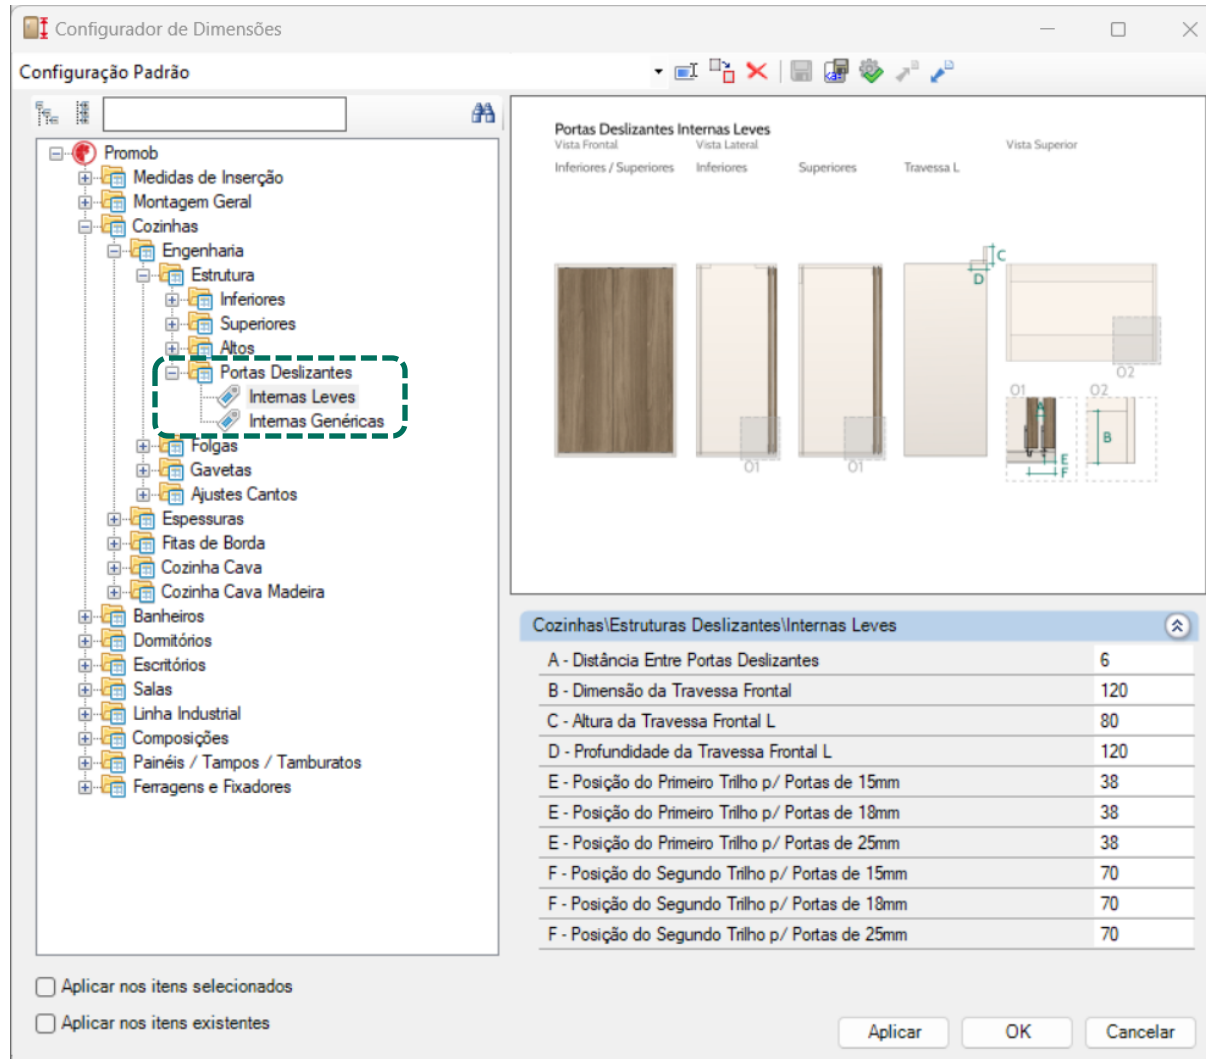 Configurador de Dimensões
Configuração Padrão
Promob
Medidas de Inserção
Montagem Geral
Cozinhas
Engenharia
Estrutura
Inferiores
Superiores
Altos
Portas Deslizantes
Internas Leves
Internas Genéricas
Folgas
Gavetas
Ajustes Cantos
Espessuras
Fitas de Borda
Cozinha Cava
Cozinha Cava Madeira
Banheiros
Dormitórios
Escritórios
Salas
Linha Industrial
Composições
Painéis / Tampos / Tamburatos
Ferragens e Fixadores
Portas Deslizantes Internas Leves
Vista Frontal Vista Lateral Vista Superior
Inferiores / Superiores Inferiores Superiores Travessa L
C
D
O2
O1 O2
A
B
O1 O1
E
F
Cozinhas\Estruturas Deslizantes\Internas Leves
A - Distância Entre Portas Deslizantes 6
B - Dimensão da Travessa Frontal 120
C - Altura da Travessa Frontal L 80
D - Profundidade da Travessa Frontal L 120
E - Posição do Primeiro Trilho p/ Portas de 15mm 38
E - Posição do Primeiro Trilho p/ Portas de 18mm 38
E - Posição do Primeiro Trilho p/ Portas de 25mm 38
F - Posição do Segundo Trilho p/ Portas de 15mm 70
F - Posição do Segundo Trilho p/ Portas de 18mm 70
F - Posição do Segundo Trilho p/ Portas de 25mm 70
Aplicar nos itens selecionados
Aplicar nos itens existentes
Aplicar OK Cancelar